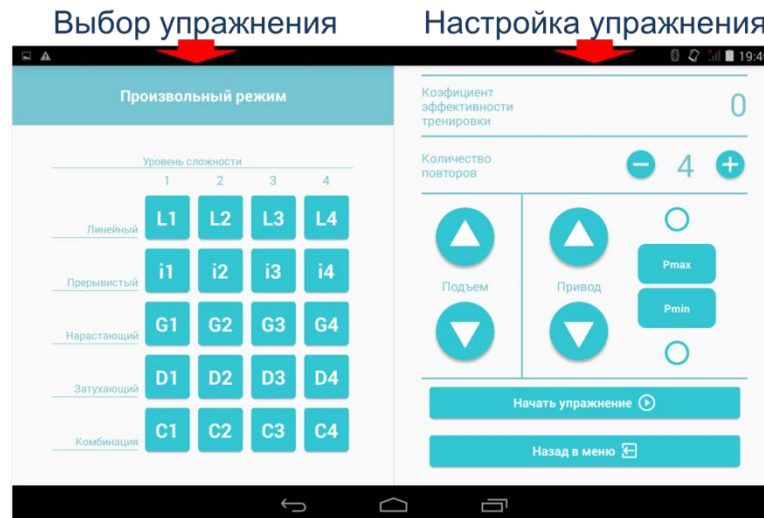 Выбор упражнения
Настройка упражнения
19:49
Произвольный режим
Уровень сложности
1 2 3 4
Линейный L1 L2 L3 L4
Прерывистый i1 i2 i3 i4
Нарастающий G1 G2 G3 G4
Затухающий D1 D2 D3 D4
Комбинация C1 C2 C3 C4
Коэфициент
эффективности
тренировки
0
Количество
повторов
4
Подъем
Привод
Pmax
Pmin
Начать упражнение
Назад в меню